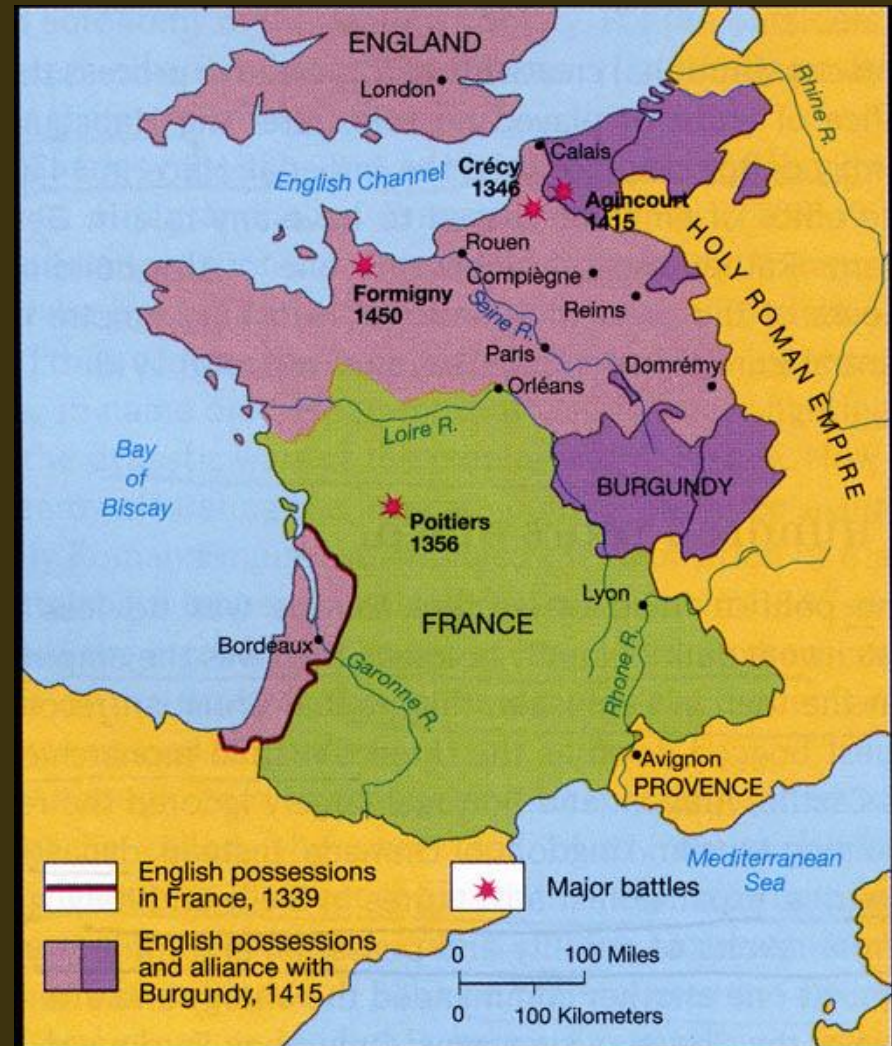 ENGLAND
London
Rhine R.
English Channel
Calais
Crécy
1346
Agincourt
1415
HOLY ROMAN EMPIRE
Rouen
Compiègne
Formigny
1450
Reims
Seine R.
Paris
Domrémy
Orléans
Loire R.
Bay
of
Biscay
BURGUNDY
Poitiers
1356
Lyon
FRANCE
Bordeaux
Garonne R.
Rhone R.
Avignon
PROVENCE
Mediterranean
Sea
English possessions
in France, 1339
Major battles
English possessions
and alliance with
Burgundy, 1415
0 100 Miles
0 100 Kilometers